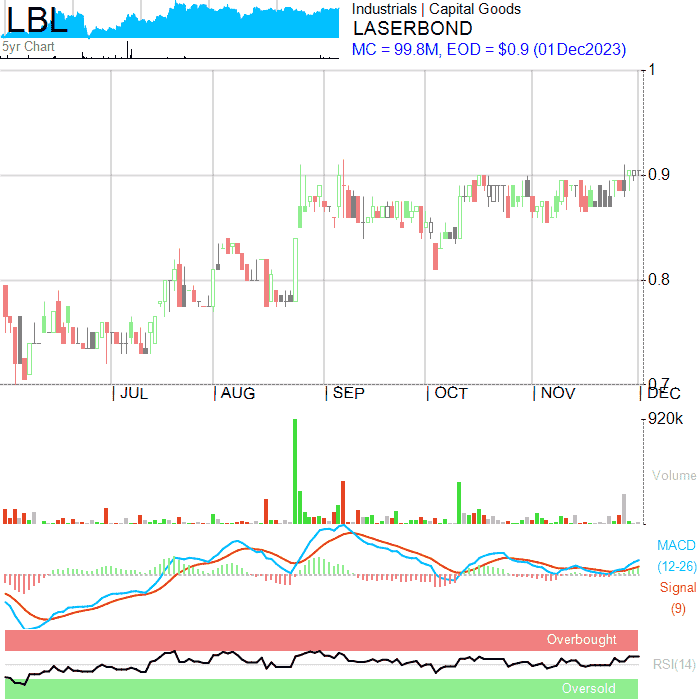 LBL
5yr Chart
Industrials | Capital Goods
LASERBOND
MC = 99.8M, EOD = $0.9 (01Dec2023)
1
0.9
0.8
0.7
| JUL | AUG | SEP | OCT | NOV | DEC
920k
Volume
MACD
(12-26)
Signal
(9)
Overbought
RSI(14)
Oversold